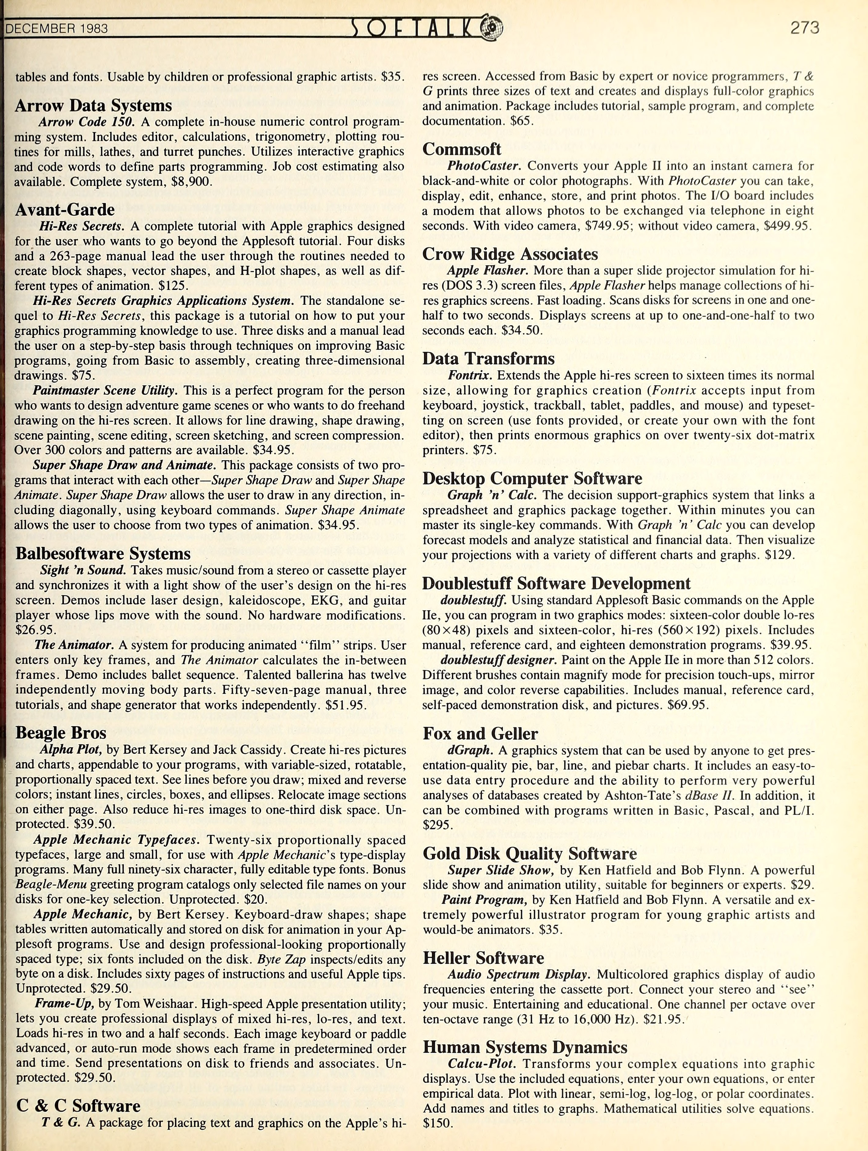 DECEMBER 1983
SOFTALK
273
tables and fonts. Usable by children or professional graphic artists. $35.
Arrow Data Systems
Arrow Code 150. A complete in-house numeric control program-
ming system. Includes editor, calculations, trigonometry, plotting rou-
tines for mills, lathes, and turret punches. Utilizes interactive graphics
and code words to define parts programming. Job cost estimating also
available. Complete system, $8,900.
Avant-Garde
Hi-Res Secrets. A complete tutorial with Apple graphics designed
for the user who wants to go beyond the Applesoft tutorial. Four disks
and a 263-page manual lead the user through the routines needed to
create block shapes, vector shapes, and H-plot shapes, as well as dif-
ferent types of animation. $125.
Hi-Res Secrets Graphics Applications System. The standalone se-
quel to Hi-Res Secrets, this package is a tutorial on how to put your
graphics programming knowledge to use. Three disks and a manual lead
the user on a step-by-step basis through techniques on improving Basic
programs, going from Basic to assembly, creating three-dimensional
drawings. $75.
Paintmaster Scene Utility. This is a perfect program for the person
who wants to design adventure game scenes or who wants to do freehand
drawing on the hi-res screen. It allows for line drawing, shape drawing,
scene painting, scene editing, screen sketching, and screen compression.
Over 300 colors and patterns are available. $34.95.
Super Shape Draw and Animate. This package consists of two pro-
grams that interact with each other—Super Shape Draw and Super Shape
Animate. Super Shape Draw allows the user to draw in any direction, in-
cluding diagonally, using keyboard commands. Super Shape Animate
allows the user to choose from two types of animation. $34.95.
Balbesoftware Systems
Sight 'n Sound. Takes music/sound from a stereo or cassette player
and synchronizes it with a light show of the user's design on the hi-res
screen. Demos include laser design, kaleidoscope, EKG, and guitar
player whose lips move with the sound. No hardware modifications.
$26.95.
The Animator. A system for producing animated "film" strips. User
enters only key frames, and The Animator calculates the in-between
frames. Demo includes ballet sequence. Talented ballerina has twelve
independently moving body parts. Fifty-seven-page manual, three
tutorials, and shape generator that works independently. $51.95.
Beagle Bros
Alpha Plot, by Bert Kersey and Jack Cassidy. Create hi-res pictures
and charts, appendable to your programs, with variable-sized, rotatable,
proportionally spaced text. See lines before you draw; mixed and reverse
colors; instant lines, circles, boxes, and ellipses. Relocate image sections
on either page. Also reduce hi-res images to one-third disk space. Un-
protected. $39.50.
Apple Mechanic Typefaces. Twenty-six proportionally spaced
typefaces, large and small, for use with Apple Mechanic's type-display
programs. Many full ninety-six character, fully editable type fonts. Bonus
Beagle-Menu greeting program catalogs only selected file names on your
disks for one-key selection. Unprotected. $20.
Apple Mechanic, by Bert Kersey. Keyboard-draw shapes; shape
tables written automatically and stored on disk for animation in your Ap-
plesoft programs. Use and design professional-looking proportionally
spaced type; six fonts included on the disk. Byte Zap inspects/edits any
byte on a disk. Includes sixty pages of instructions and useful Apple tips.
Unprotected. $29.50.
Frame-Up, by Tom Weishaar. High-speed Apple presentation utility;
lets you create professional displays of mixed hi-res, lo-res, and text.
Loads hi-res in two and a half seconds. Each image keyboard or paddle
advanced, or auto-run mode shows each frame in predetermined order
and time. Send presentations on disk to friends and associates. Un-
protected. $29.50.
C & C Software
T & G. A package for placing text and graphics on the Apple's hi-
res screen. Accessed from Basic by expert or novice programmers, T &
G prints three sizes of text and creates and displays full-color graphics
and animation. Package includes tutorial, sample program, and complete
documentation. $65.
Commsoft
PhotoCaster. Converts your Apple II into an instant camera for
black-and-white or color photographs. With PhotoCaster you can take,
display, edit, enhance, store, and print photos. The I/O board includes
a modem that allows photos to be exchanged via telephone in eight
seconds. With video camera, $749.95; without video camera, $499.95.
Crow Ridge Associates
Apple Flasher. More than a super slide projector simulation for hi-
res (DOS 3.3) screen files, Apple Flasher helps manage collections of hi-
res graphics screens. Fast loading. Scans disks for screens in one and one-
half to two seconds. Displays screens at up to one-and-one-half to two
seconds each. $34.50.
Data Transforms
Fontrix. Extends the Apple hi-res screen to sixteen times its normal
size, allowing for graphics creation (Fontrix accepts input from
keyboard, joystick, trackball, tablet, paddles, and mouse) and typeset-
ting on screen (use fonts provided, or create your own with the font
editor), then prints enormous graphics on over twenty-six dot-matrix
printers. $75.
Desktop Computer Software
Graph 'n' Calc. The decision support-graphics system that links a
spreadsheet and graphics package together. Within minutes you can
master its single-key commands. With Graph 'n' Calc you can develop
forecast models and analyze statistical and financial data. Then visualize
your projections with a variety of different charts and graphs. $129.
Doublestuff Software Development
doublestuff. Using standard Applesoft Basic commands on the Apple
IIe, you can program in two graphics modes: sixteen-color double lo-res
(80×48) pixels and sixteen-color, hi-res (560×192) pixels. Includes
manual, reference card, and eighteen demonstration programs. $39.95.
doublestuff designer. Paint on the Apple IIe in more than 512 colors.
Different brushes contain magnify mode for precision touch-ups, mirror
image, and color reverse capabilities. Includes manual, reference card,
self-paced demonstration disk, and pictures. $69.95.
Fox and Geller
dGraph. A graphics system that can be used by anyone to get pres-
entation-quality pie, bar, line, and piebar charts. It includes an easy-to-
use data entry procedure and the ability to perform very powerful
analyses of databases created by Ashton-Tate's dBase II. In addition, it
can be combined with programs written in Basic, Pascal, and PL/I.
$295.
Gold Disk Quality Software
Super Slide Show, by Ken Hatfield and Bob Flynn. A powerful
slide show and animation utility, suitable for beginners or experts. $29.
Paint Program, by Ken Hatfield and Bob Flynn. A versatile and ex-
tremely powerful illustrator program for young graphic artists and
would-be animators. $35.
Heller Software
Audio Spectrum Display. Multicolored graphics display of audio
frequencies entering the cassette port. Connect your stereo and "see"
your music. Entertaining and educational. One channel per octave over
ten-octave range (31 Hz to 16,000 Hz). $21.95.
Human Systems Dynamics
Calcu-Plot. Transforms your complex equations into graphic
displays. Use the included equations, enter your own equations, or enter
empirical data. Plot with linear, semi-log, log-log, or polar coordinates.
Add names and titles to graphs. Mathematical utilities solve equations.
$150.